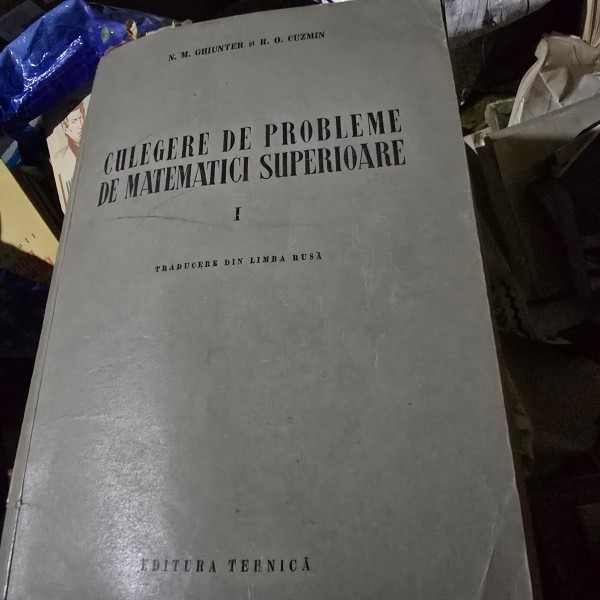 N. M. GHIUNTER și R. O. CUZMIN
CULEGERE DE PROBLEME
DE MATEMATICI SUPERIOARE
I
TRADUCERE DIN LIMBA RUSĂ
EDITURA TEHNICĂ